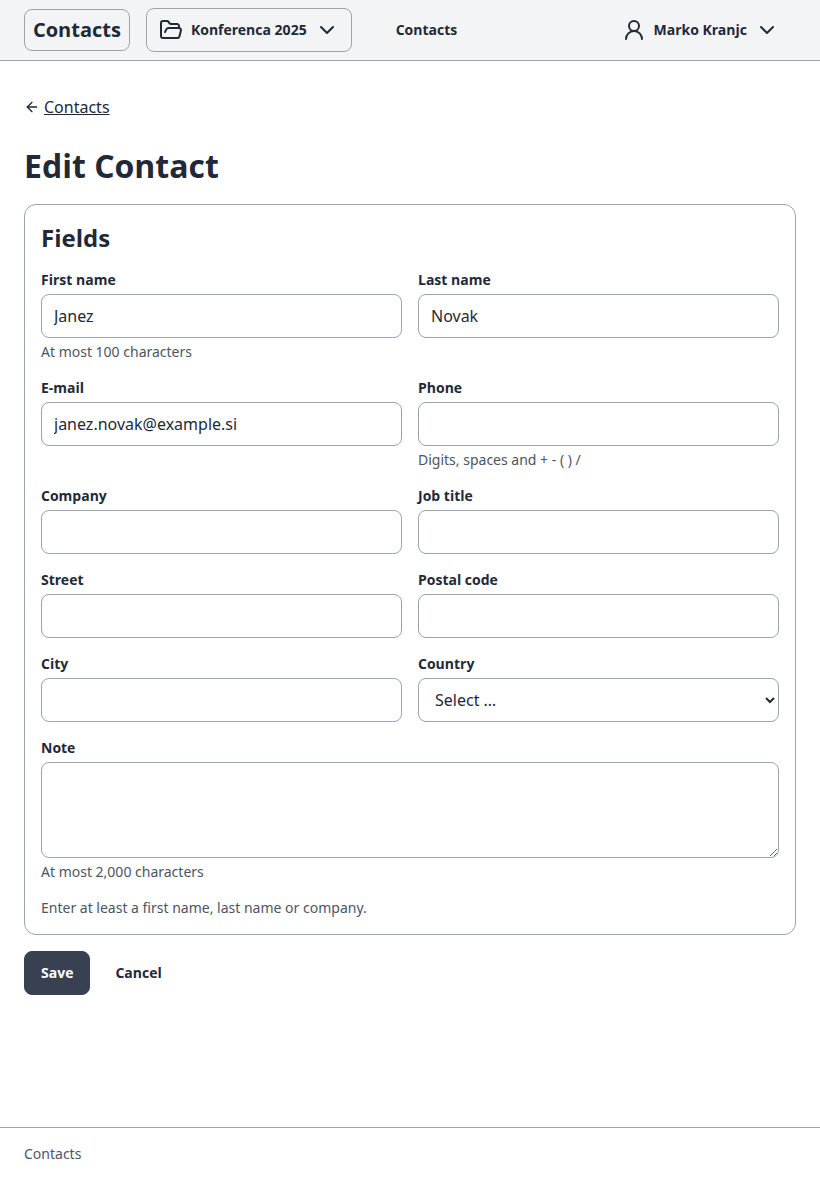 Contacts Konferenca 2025 Contacts Marko Kranjc
Contacts
Edit Contact
Fields
First name Last name
Janez Novak
At most 100 characters
E-mail Phone
janez.novak@example.si
Digits, spaces and + - ( ) /
Company Job title
Street Postal code
City Country
Select ...
Note
At most 2,000 characters
Enter at least a first name, last name or company.
Save Cancel
Contacts